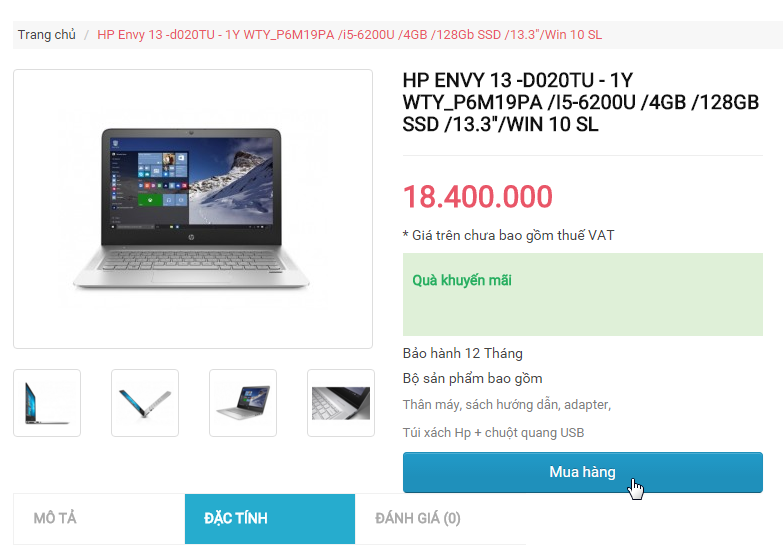 Trang chủ / HP Envy 13 -d020TU - 1Y WTY_P6M19PA /i5-6200U /4GB /128Gb SSD /13.3"/Win 10 SL
HP ENVY 13 -D020TU - 1Y
WTY_P6M19PA /I5-6200U /4GB /128GB
SSD /13.3"/WIN 10 SL
18.400.000
* Giá trên chưa bao gồm thuế VAT
Quà khuyến mãi
Bảo hành 12 Tháng
Bộ sản phẩm bao gồm
Thân máy, sách hướng dẫn, adapter,
Túi xách Hp + chuột quang USB
Mua hàng
MÔ TẢ
ĐẶC TÍNH
ĐÁNH GIÁ (0)